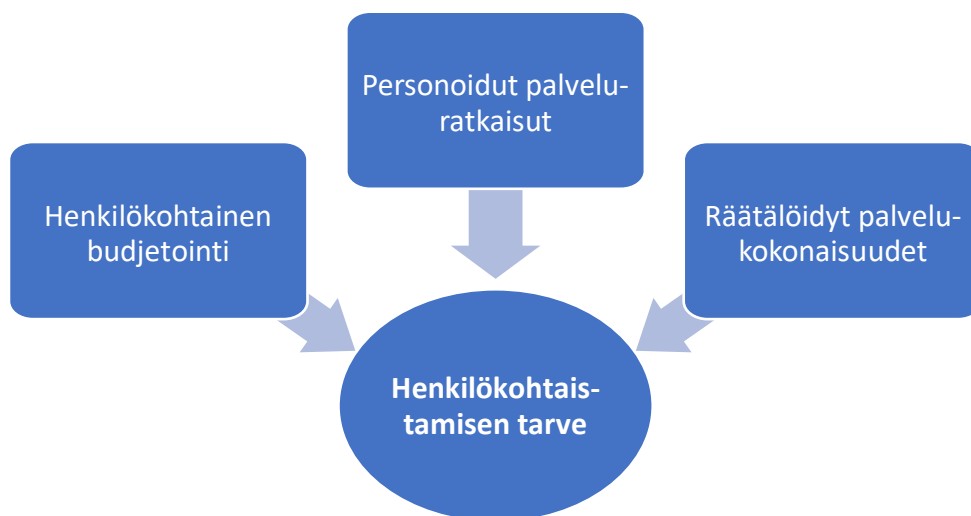 Personoidut palvelu-
ratkaisut
Henkilökohtainen
budjetointi
Räätälöidyt palvelu-
kokonaisuudet
Henkilökohtais-
tamisen tarve